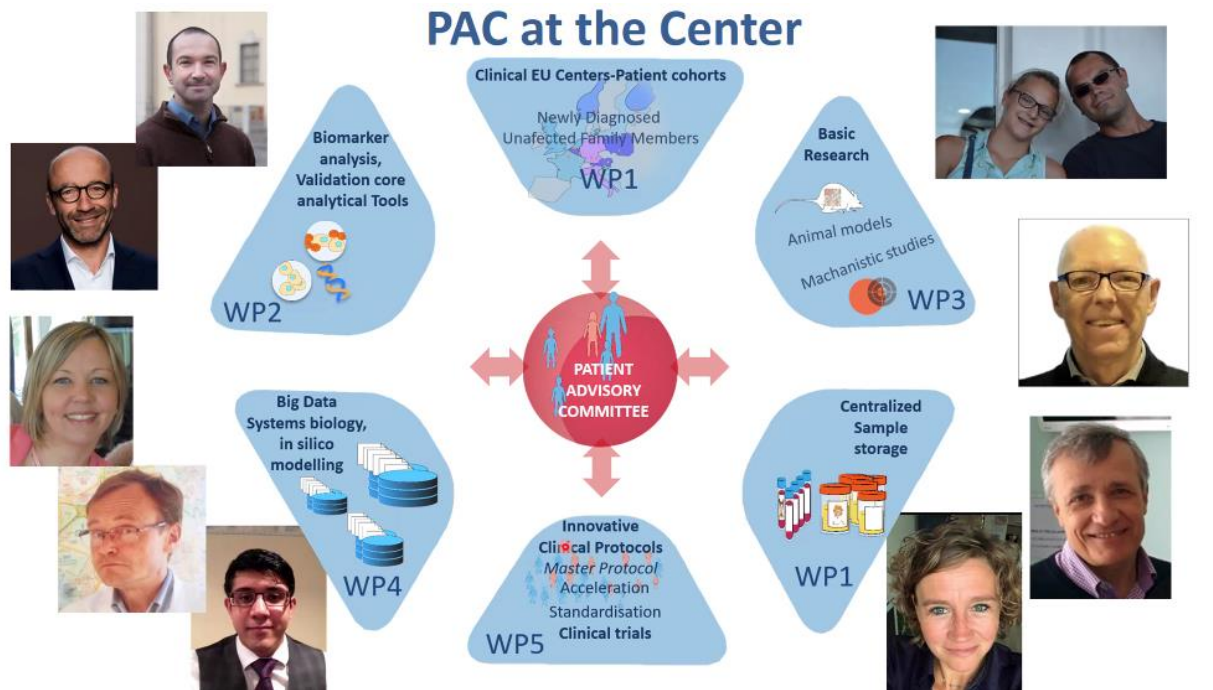 PAC at the Center
Clinical EU Centers-Patient cohorts
Newly Diagnosed
Unafected Family Members
WP1
Biomarker
analysis,
Validation core
analytical Tools
WP2
Basic
Research
Animal models
Machanistic studies
WP3
PATIENT
ADVISORY
COMMITTEE
Big Data
Systems biology,
in silico
modelling
WP4
Centralized
Sample
storage
WP1
Innovative
Clinical Protocols
Master Protocol
Acceleration
Standardisation
Clinical trials
WP5